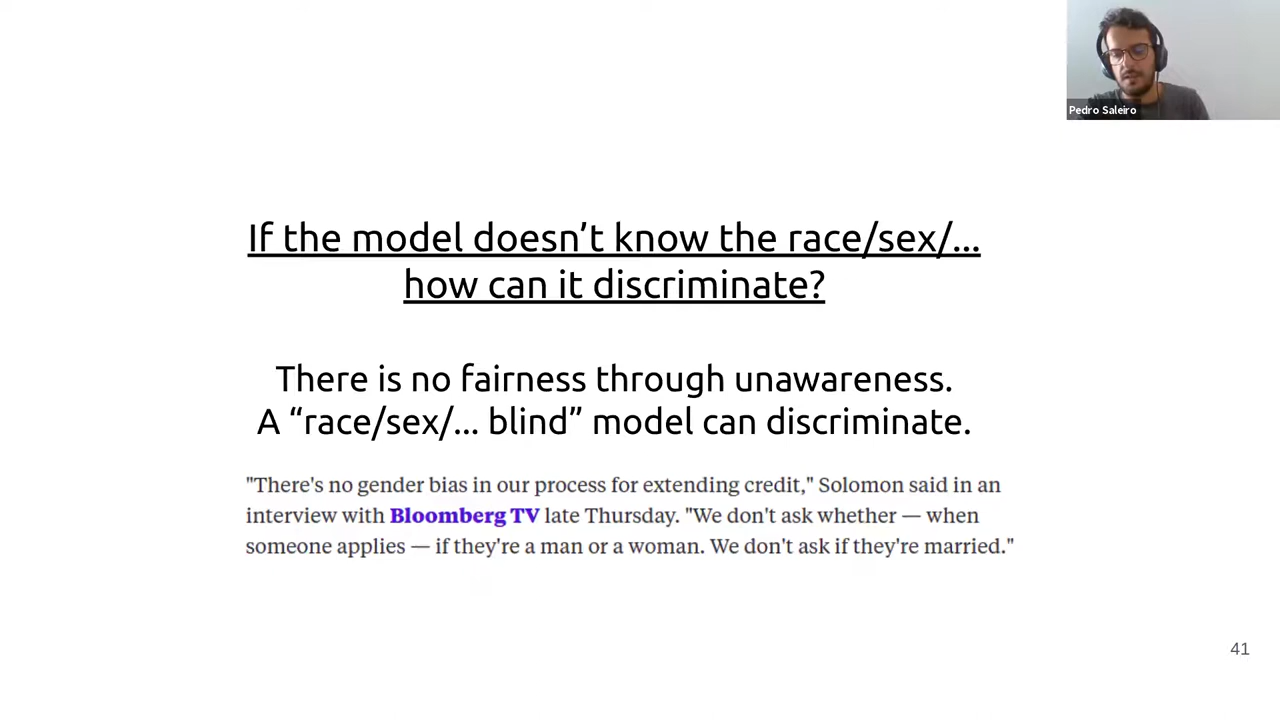 Pedro Saleiro
If the model doesn’t know the race/sex/...
how can it discriminate?
There is no fairness through unawareness.
A “race/sex/... blind” model can discriminate.
"There's no gender bias in our process for extending credit," Solomon said in an
interview with Bloomberg TV late Thursday. "We don't ask whether — when
someone applies — if they're a man or a woman. We don't ask if they're married."
41